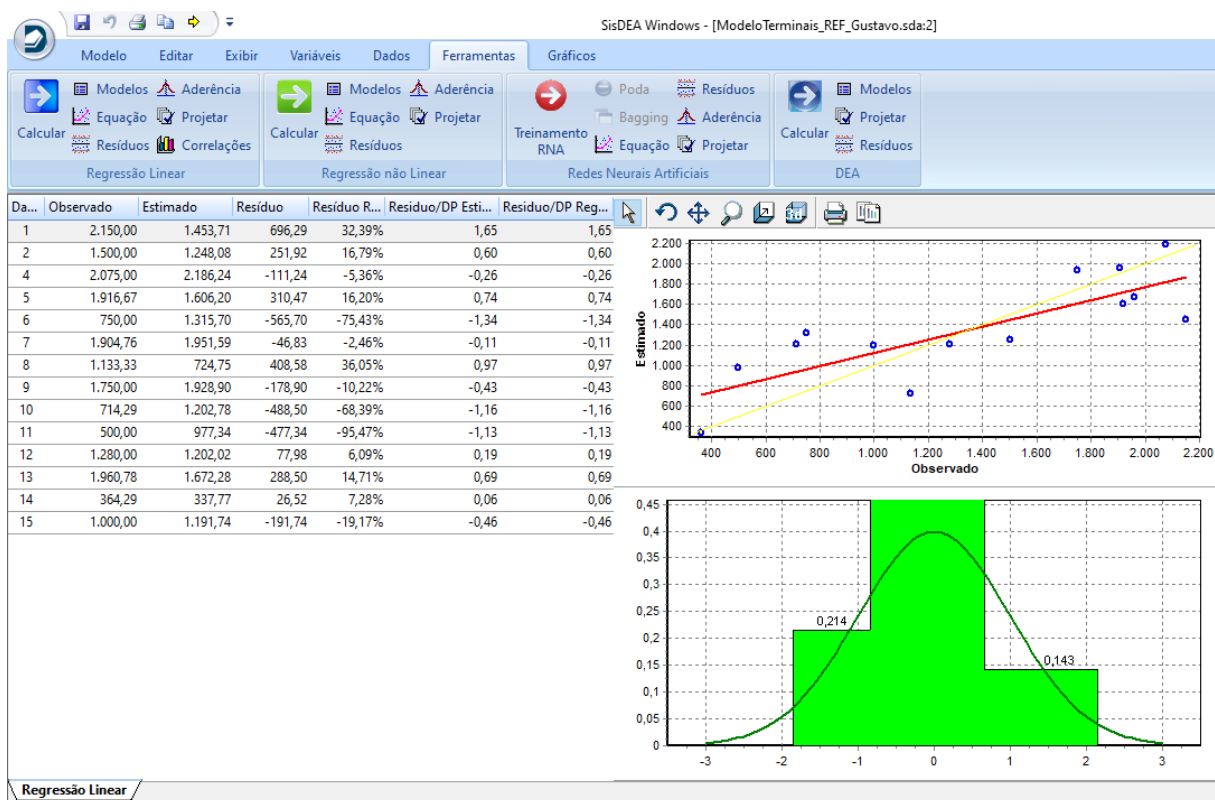 SisDEA Windows - [ModeloTerminais_REF_Gustavo.sda:2]
Modelo Editar Exibir Variáveis Dados Ferramentas Gráficos
Calcular
Modelos Aderência
Equação Projetar
Resíduos Correlações
Regressão Linear
Calcular
Modelos Aderência
Equação Projetar
Resíduos
Regressão não Linear
Treinamento
RNA
Poda Resíduos
Bagging Aderência
Equação Projetar
Redes Neurais Artificiais
Calcular
Modelos
Projetar
Resíduos
DEA
Da... Observado Estimado Resíduo Resíduo R... Residuo/DP Esti... Residuo/DP Reg...
1 2.150,00 1.453,71 696,29 32,39% 1,65 1,65
2 1.500,00 1.248,08 251,92 16,79% 0,60 0,60
4 2.075,00 2.186,24 -111,24 -5,36% -0,26 -0,26
5 1.916,67 1.606,20 310,47 16,20% 0,74 0,74
6 750,00 1.315,70 -565,70 -75,43% -1,34 -1,34
7 1.904,76 1.951,59 -46,83 -2,46% -0,11 -0,11
8 1.133,33 724,75 408,58 36,05% 0,97 0,97
9 1.750,00 1.928,90 -178,90 -10,22% -0,43 -0,43
10 714,29 1.202,78 -488,50 -68,39% -1,16 -1,16
11 500,00 977,34 -477,34 -95,47% -1,13 -1,13
12 1.280,00 1.202,02 77,98 6,09% 0,19 0,19
13 1.960,78 1.672,28 288,50 14,71% 0,69 0,69
14 364,29 337,77 26,52 7,28% 0,06 0,06
15 1.000,00 1.191,74 -191,74 -19,17% -0,46 -0,46
Estimado
2.200
2.000
1.800
1.600
1.400
1.200
1.000
800
600
400
400 600 800 1.000 1.200 1.400 1.600 1.800 2.000 2.200
Observado
0,45
0,4
0,35
0,3
0,25
0,2
0,15
0,1
0,05
0
0,214
0,143
-3 -2 -1 0 1 2 3
Regressão Linear